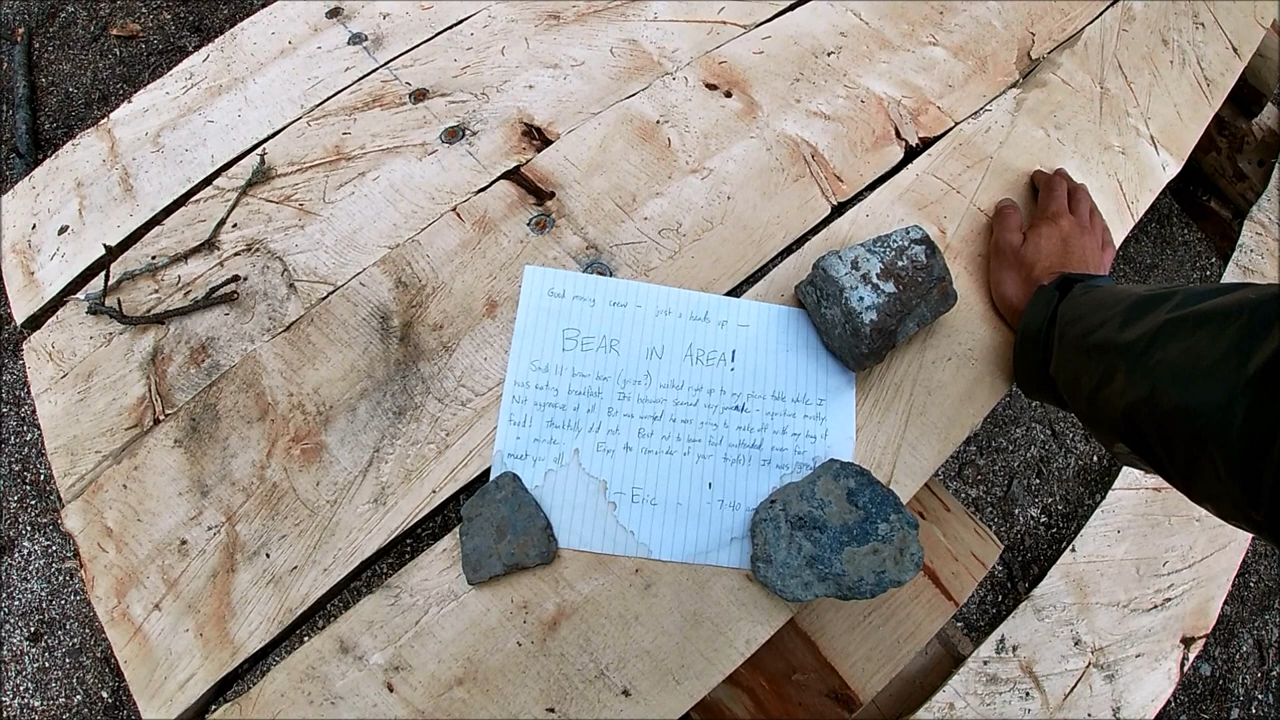 Good morning crew - just a heads up -
BEAR IN AREA!
Small brown bear (grizz?) walked right up to my picnic table while I
was eating breakfast. It's behavior seemed very juvenile - inquisitive mostly.
Not aggressive at all. But was worried he was going to make off with my bag of
food! Thankfully did not. Best not to leave food unattended even for
a minute. Enjoy the remainder of your trip(s)! It was great
meet you all
- Eric - 7:40 am